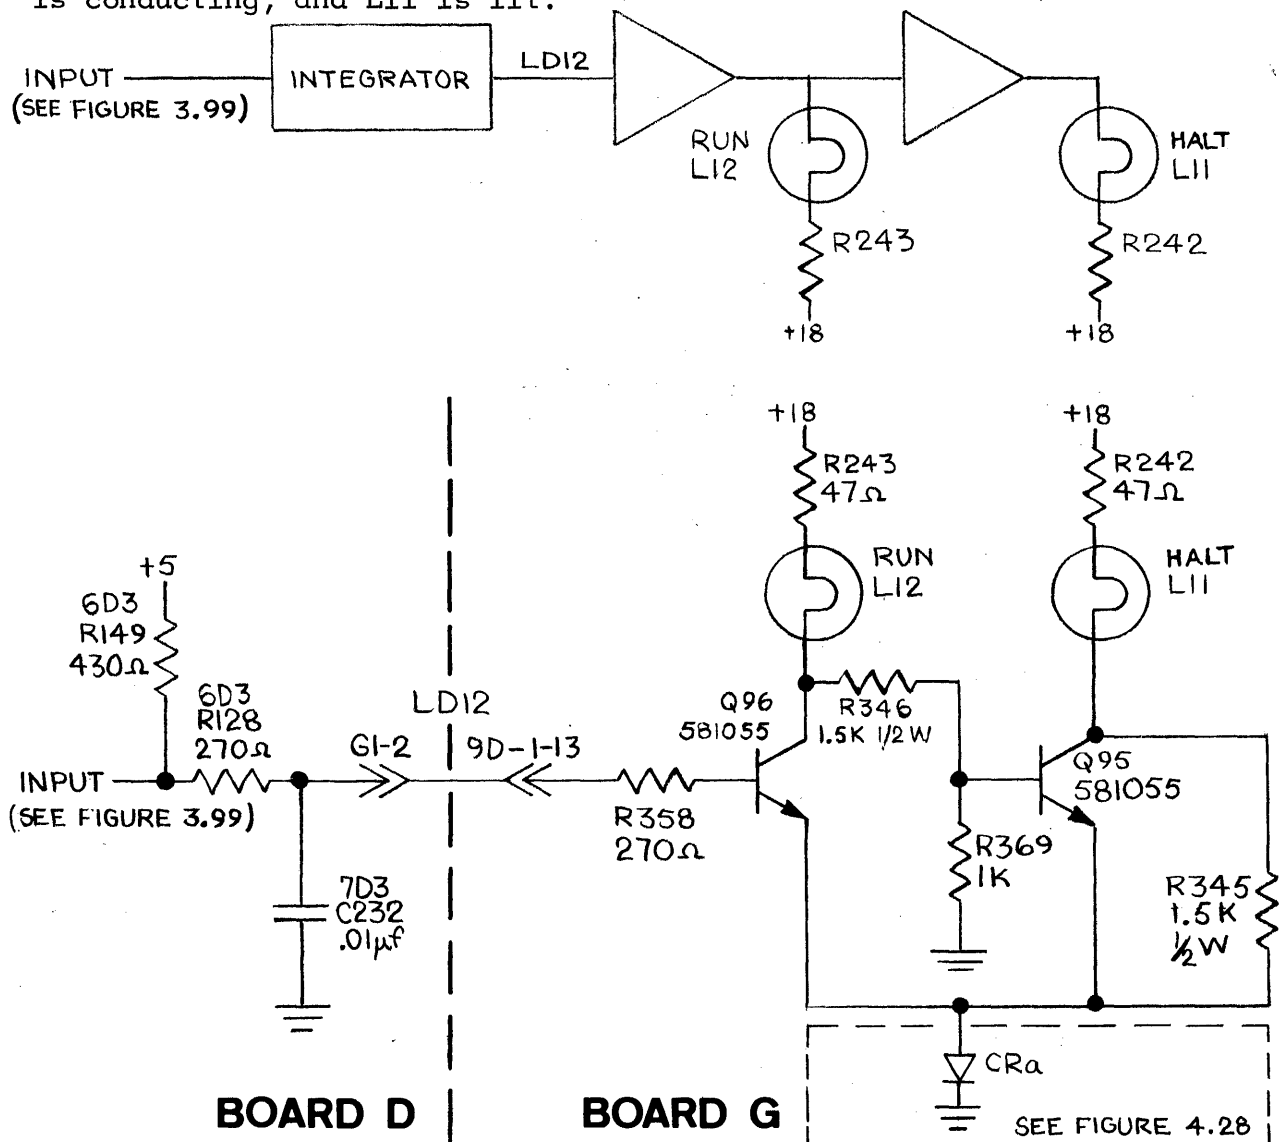 is conducting, and L11 is lit.
INPUT
(SEE FIGURE 3.99)
INTEGRATOR
LD12
RUN
L12
HALT
L11
R243
R242
+18
+18
+18
+18
R243
47Ω
R242
47Ω
RUN
L12
HALT
L11
+5
6D3
R149
430Ω
6D3
R128
270Ω
LD12
G1-2
9D-1-13
INPUT
(SEE FIGURE 3.99)
Q96
581055
R346
1.5K 1/2W
Q95
581055
R358
270Ω
R369
1K
R345
1.5K
1/2W
7D3
C232
.01μf
CRa
BOARD D
BOARD G
SEE FIGURE 4.28